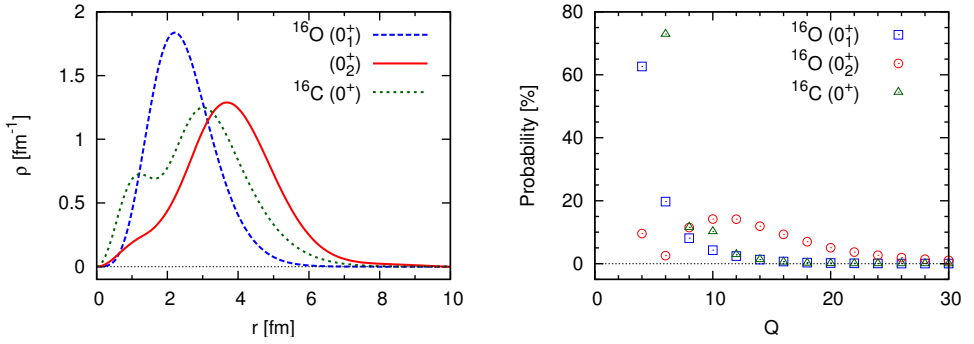 2
1.5
1
0.5
0
0 2 4 6 8 10
ρ [fm⁻¹]
r [fm]
¹⁶O (0₁⁺)
(0₂⁺)
¹⁶C (0⁺)
80
60
40
20
0
0 10 20 30
Probability [%]
Q
¹⁶O (0₁⁺)
¹⁶O (0₂⁺)
¹⁶C (0⁺)